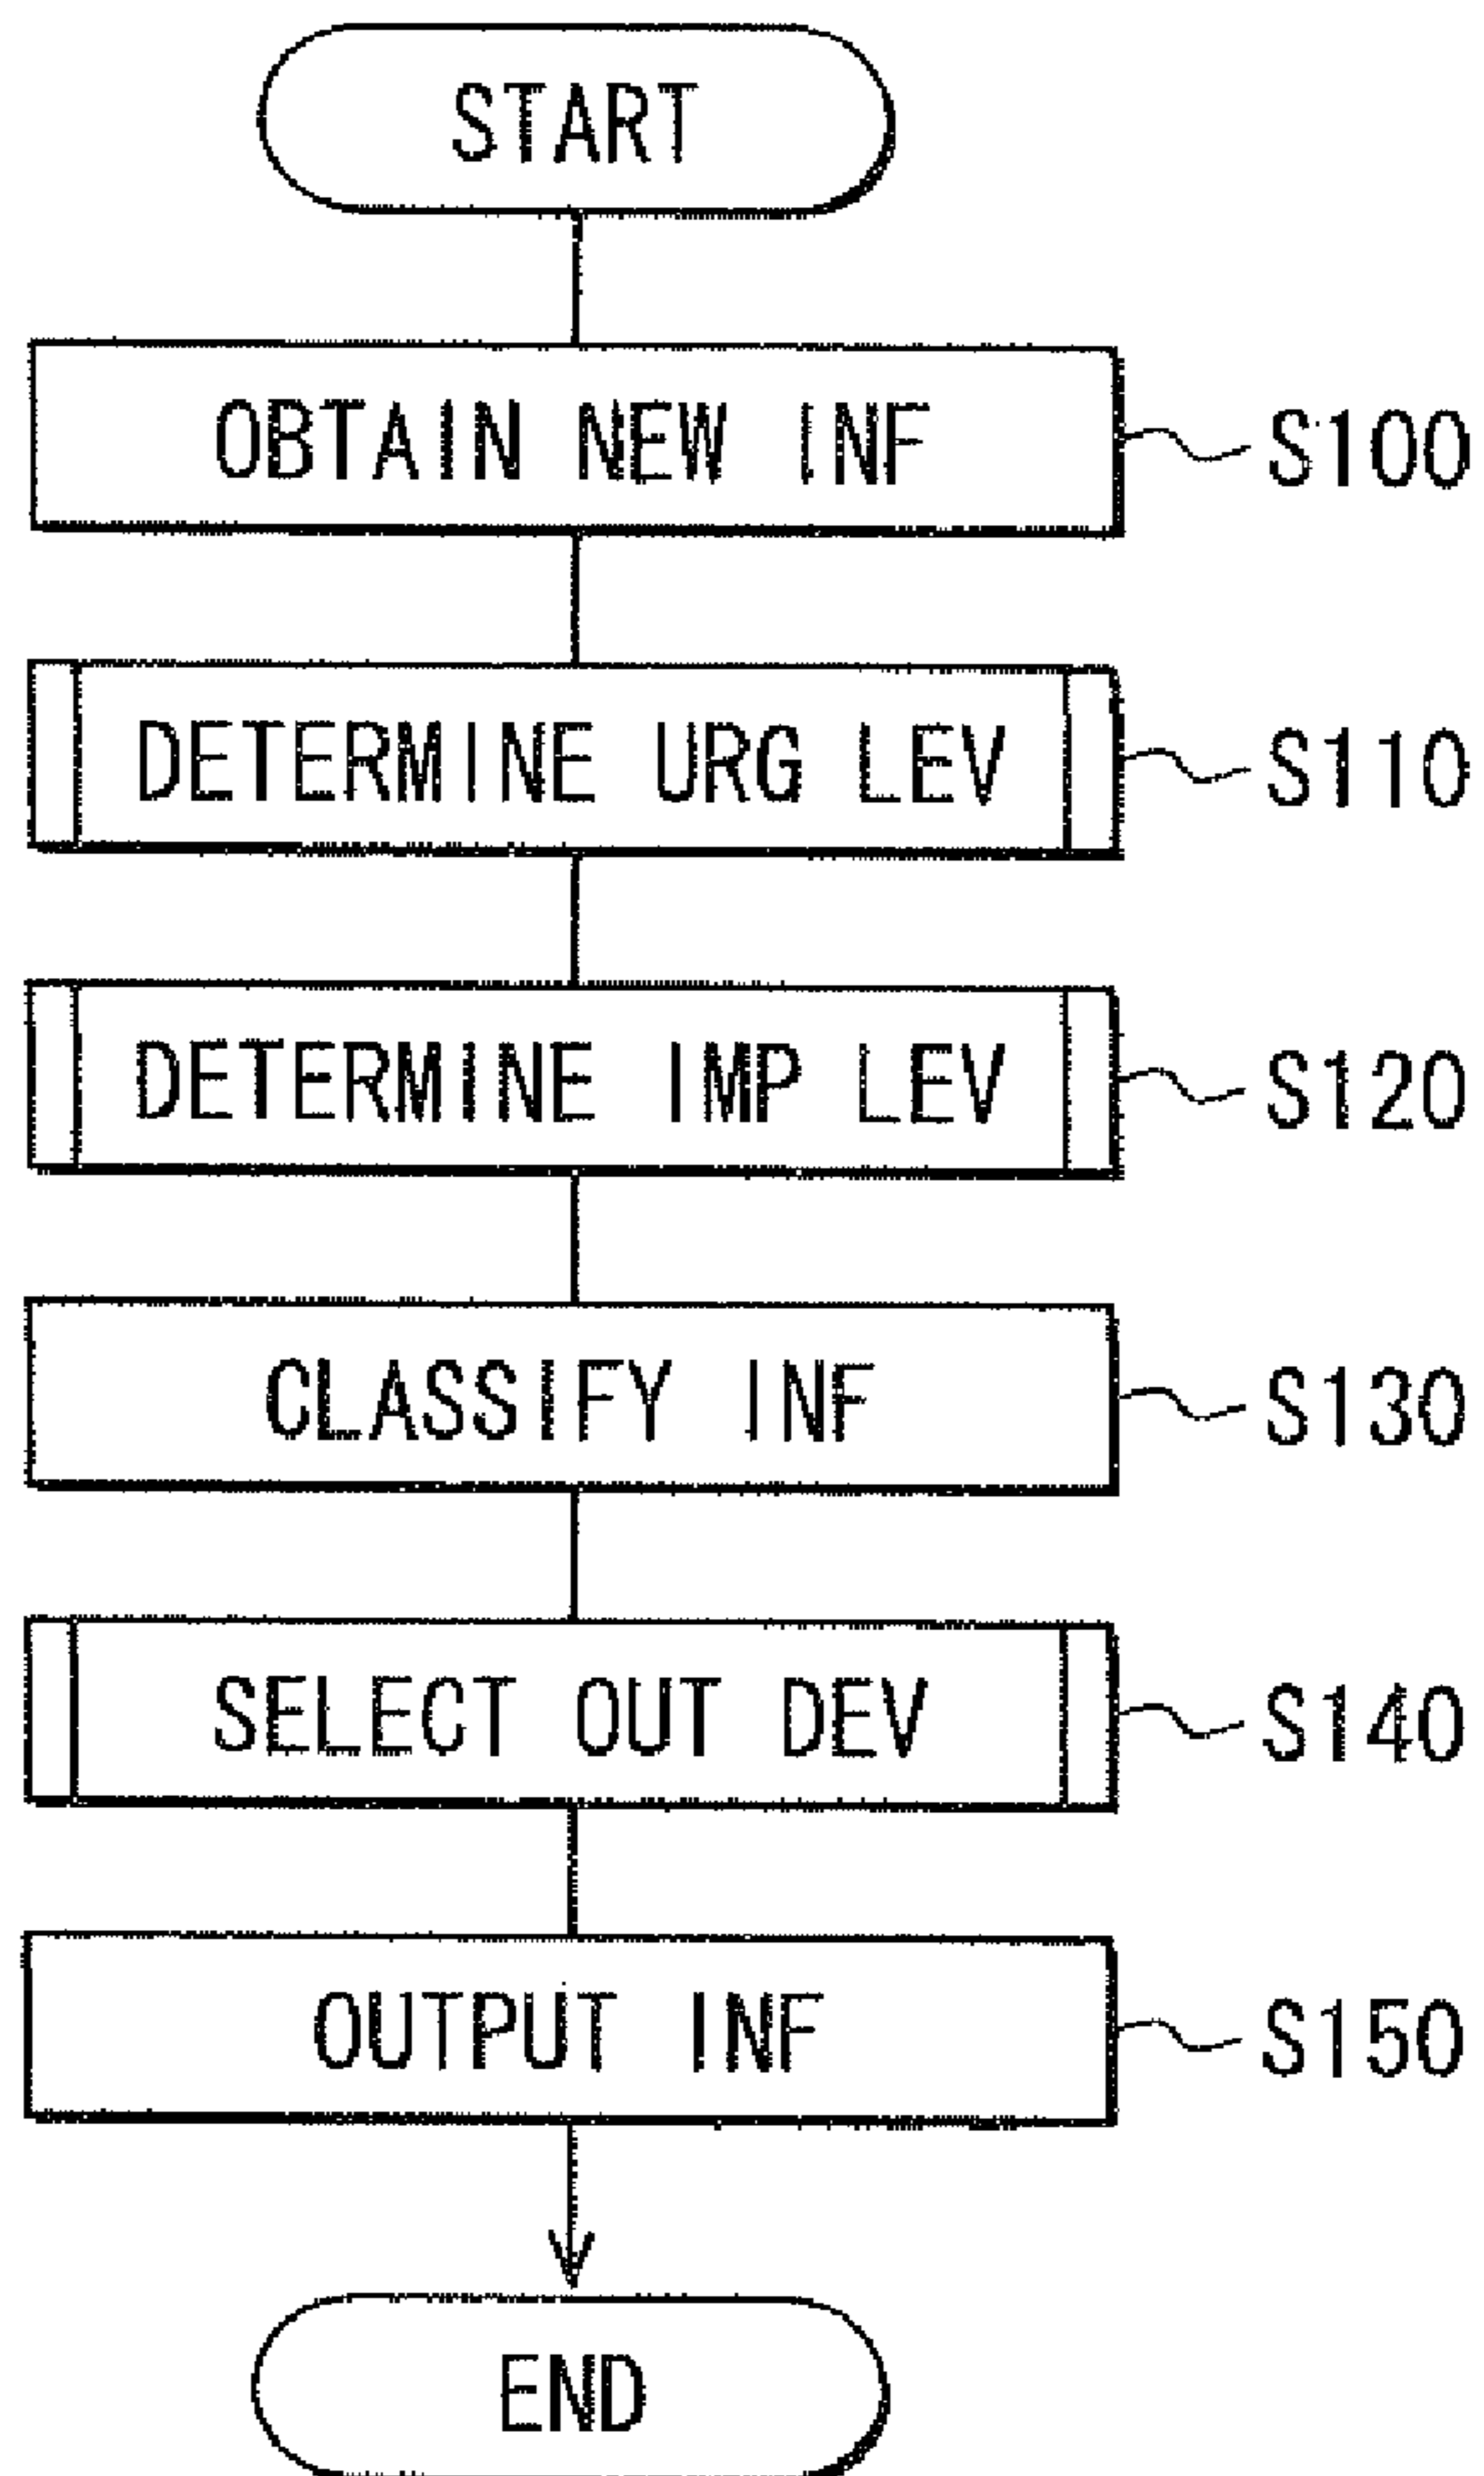 START
OBTAIN NEW INF S100
DETERMINE URG LEV S110
DETERMINE IMP LEV S120
CLASSIFY INF S130
SELECT OUT DEV S140
OUTPUT INF S150
END